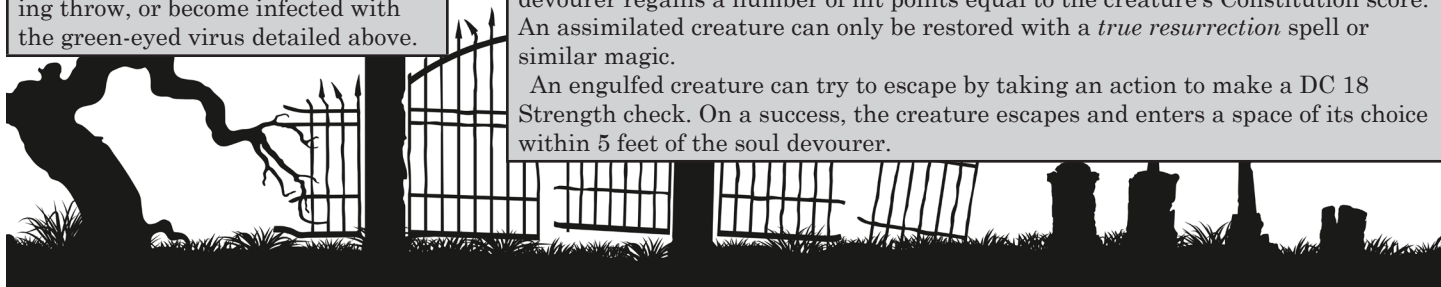 ing throw, or become infected with
the green-eyed virus detailed above.
devourer regains a number of hit points equal to the creature's Constitution score.
An assimilated creature can only be restored with a true resurrection spell or
similar magic.
An engulfed creature can try to escape by taking an action to make a DC 18
Strength check. On a success, the creature escapes and enters a space of its choice
within 5 feet of the soul devourer.